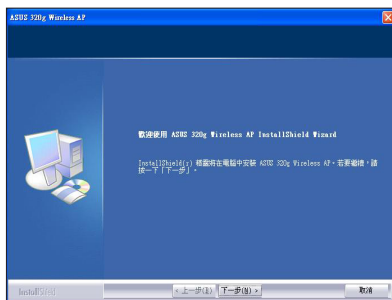 ASUS 320g Wireless AP
歡迎使用 ASUS 320g Wireless AP InstallShield Wizard
InstallShield(r) 精靈將在電腦中安裝 ASUS 320g Wireless AP。若要繼續，請
按一下「下一步」。
InstallShield
< 上一步(B) 下一步(N) > 取消